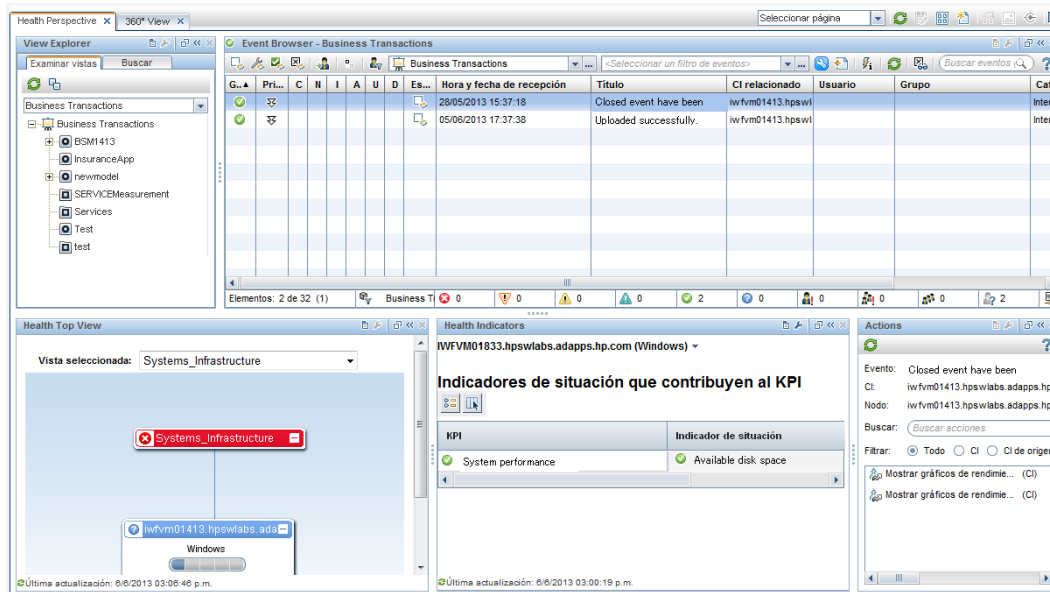 Health Perspective
360° View
Seleccionar página
View Explorer
Examinar vistas
Buscar
Business Transactions
Business Transactions
BSM1413
InsuranceApp
newmodel
SERVICEMeasurement
Services
Test
test
Event Browser - Business Transactions
Business Transactions
<Seleccionar un filtro de eventos>
Buscar eventos
G.. Pri... C N I A U D Es... Hora y fecha de recepción Título CI relacionado Usuario Grupo Cat
28/05/2013 15:37:18 Closed event have been iwfvm01413.hpswl Inter
05/06/2013 17:37:38 Uploaded successfully. iwfvm01413.hpswl Inter
Elementos: 2 de 32 (1) Business T 0 0 0 0 2 0 0 0 0 2
Health Top View
Vista seleccionada: Systems_Infrastructure
Systems_Infrastructure
iwfvm01413.hpswlabs.ada
Windows
Última actualización: 6/6/2013 03:06:46 p.m.
Health Indicators
IWFVM01833.hpswlabs.adapps.hp.com (Windows)
Indicadores de situación que contribuyen al KPI
KPI Indicador de situación
System performance Available disk space
Última actualización: 6/6/2013 03:00:19 p.m.
Actions
Evento: Closed event have been
CI: iwfvm01413.hpswlabs.adapps.hp
Nodo: iwfvm01413.hpswlabs.adapps.hp
Buscar: Buscar acciones
Filtrar: Todo CI CI de origen
Mostrar gráficos de rendimie... (CI)
Mostrar gráficos de rendimie... (CI)